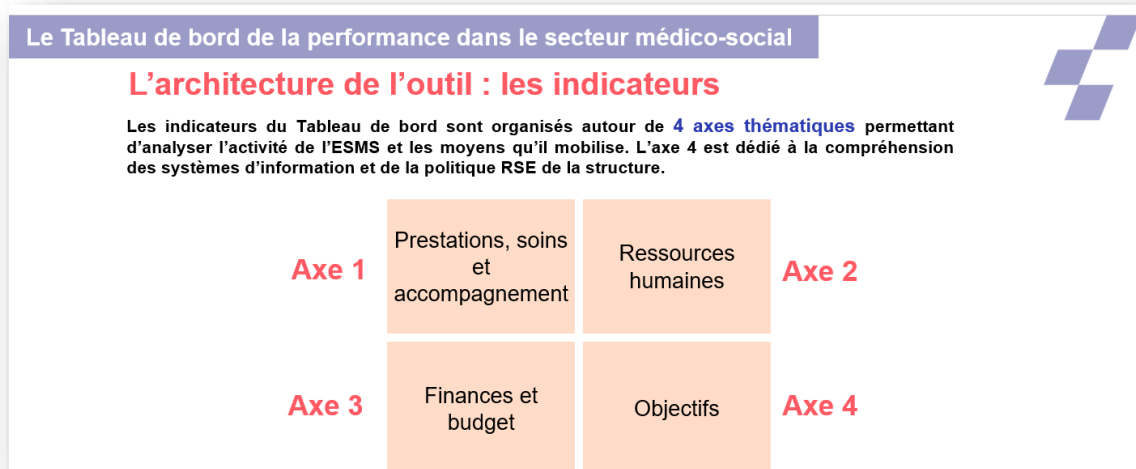 Le Tableau de bord de la performance dans le secteur médico-social
L’architecture de l’outil : les indicateurs
Les indicateurs du Tableau de bord sont organisés autour de 4 axes thématiques permettant
d’analyser l’activité de l’ESMS et les moyens qu’il mobilise. L’axe 4 est dédié à la compréhension
des systèmes d’information et de la politique RSE de la structure.
Axe 1
Prestations, soins
et
accompagnement
Ressources
humaines
Axe 2
Axe 3
Finances et
budget
Objectifs
Axe 4